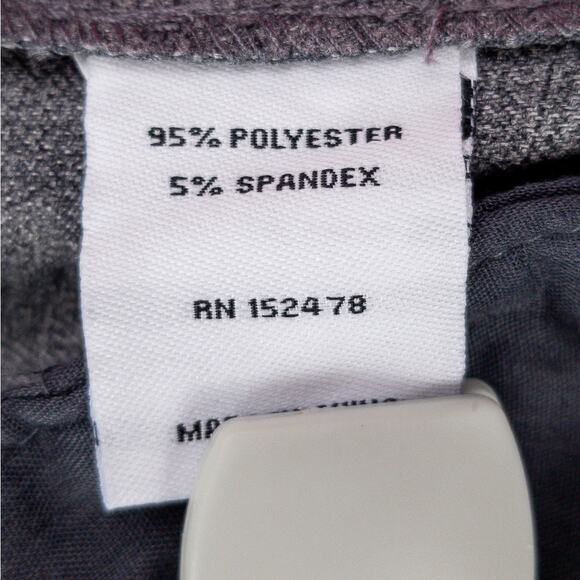 95% POLYESTER
5% SPANDEX
RN 152478